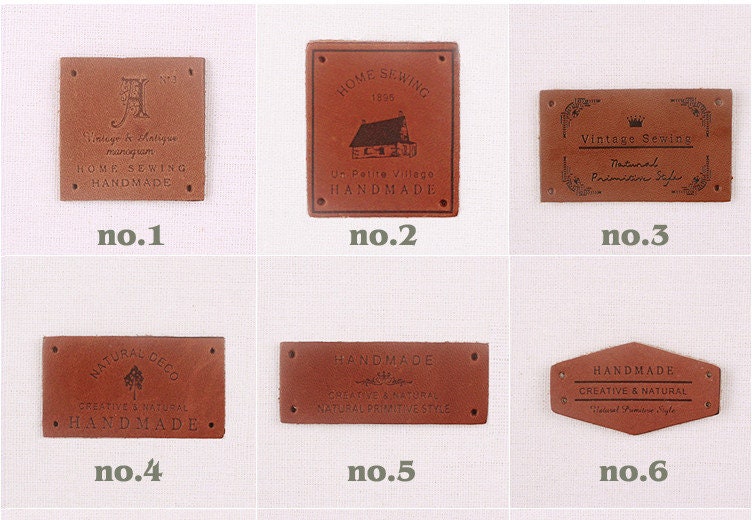 No.1
A
Vintage & Antique
monogram
HOME SEWING
HANDMADE
no.1
HOME SEWING
1895
Un Petite Village
HANDMADE
no.2
Vintage Sewing
Natural
Primitive Style
no.3
NATURAL DECO
CREATIVE & NATURAL
HANDMADE
no.4
HANDMADE
CREATIVE & NATURAL
NATURAL PRIMITIVE STYLE
no.5
HANDMADE
CREATIVE & NATURAL
Natural Primitive Style
no.6